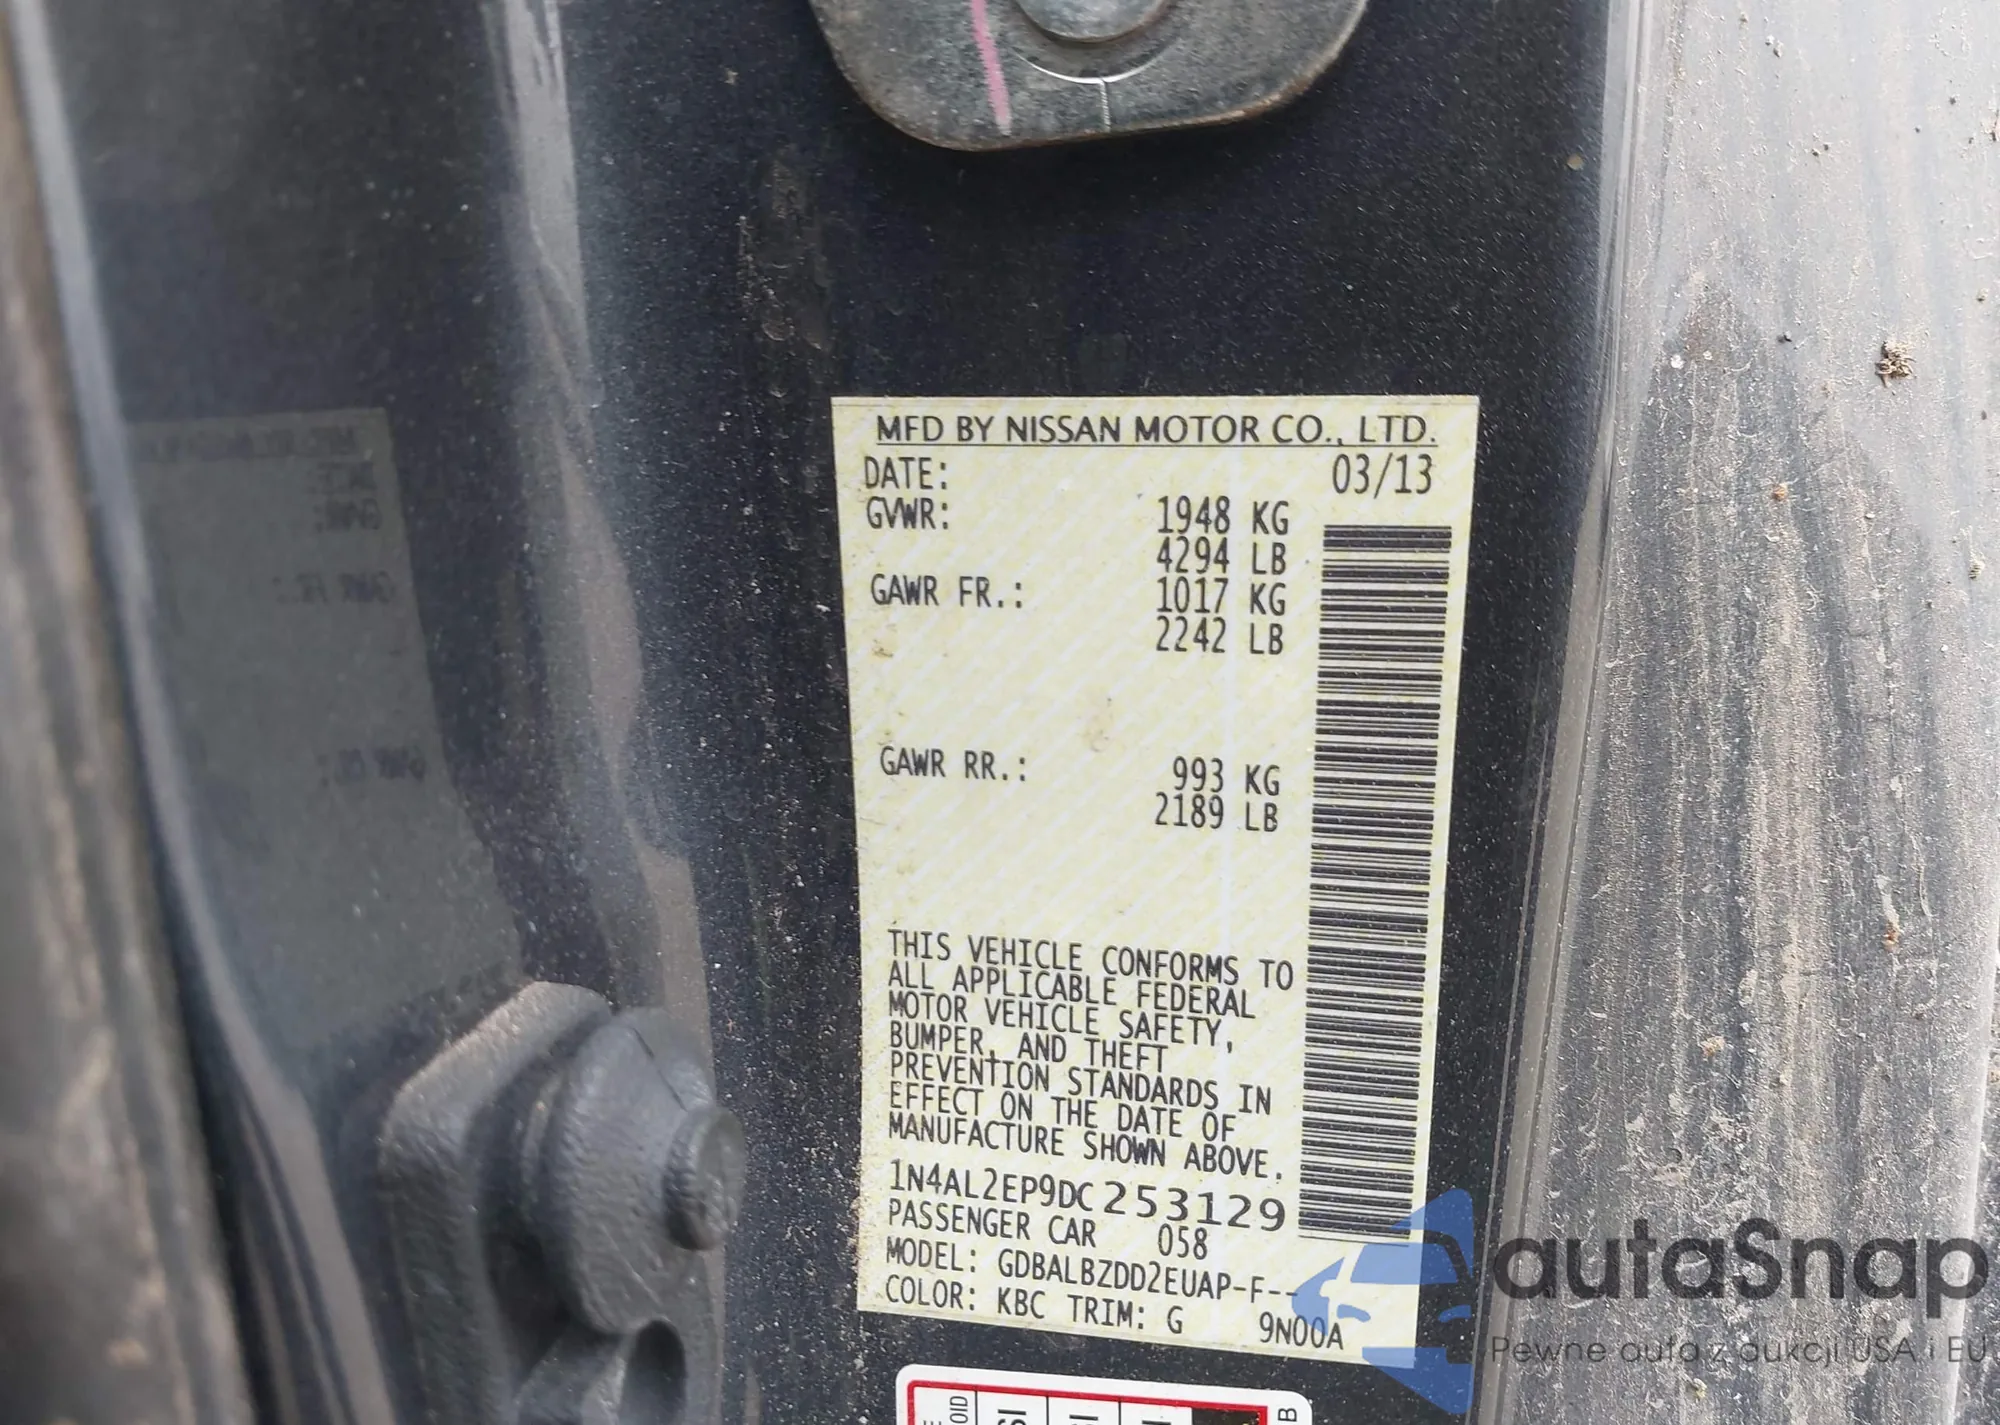 MFD BY NISSAN MOTOR CO., LTD.
DATE: 03/13
GVWR: 1948 KG
4294 LB
GAWR FR.: 1017 KG
2242 LB
GAWR RR.: 993 KG
2189 LB
THIS VEHICLE CONFORMS TO
ALL APPLICABLE FEDERAL
MOTOR VEHICLE SAFETY,
BUMPER, AND THEFT
PREVENTION STANDARDS IN
EFFECT ON THE DATE OF
MANUFACTURE SHOWN ABOVE.
1N4AL2EP9DC253129
PASSENGER CAR 058
MODEL: GDBALBZDD2EUAP-F--
COLOR: KBC TRIM: G 9N00A
autaSnap
Pewne auta z aukcji USA i EU